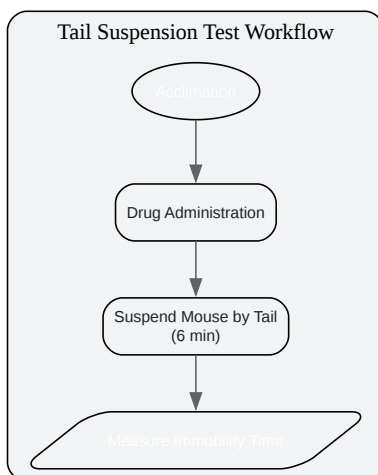 Tail Suspension Test Workflow
Acclimation
Drug Administration
Suspend Mouse by Tail
(6 min)
Measure Immobility Time